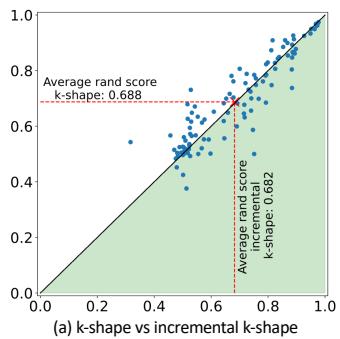 1.0
0.8
Average rand score
k-shape: 0.688
0.6
0.4
0.2
0.0
Average rand score
incremental
k-shape: 0.682
0.0 0.2 0.4 0.6 0.8 1.0
(a) k-shape vs incremental k-shape